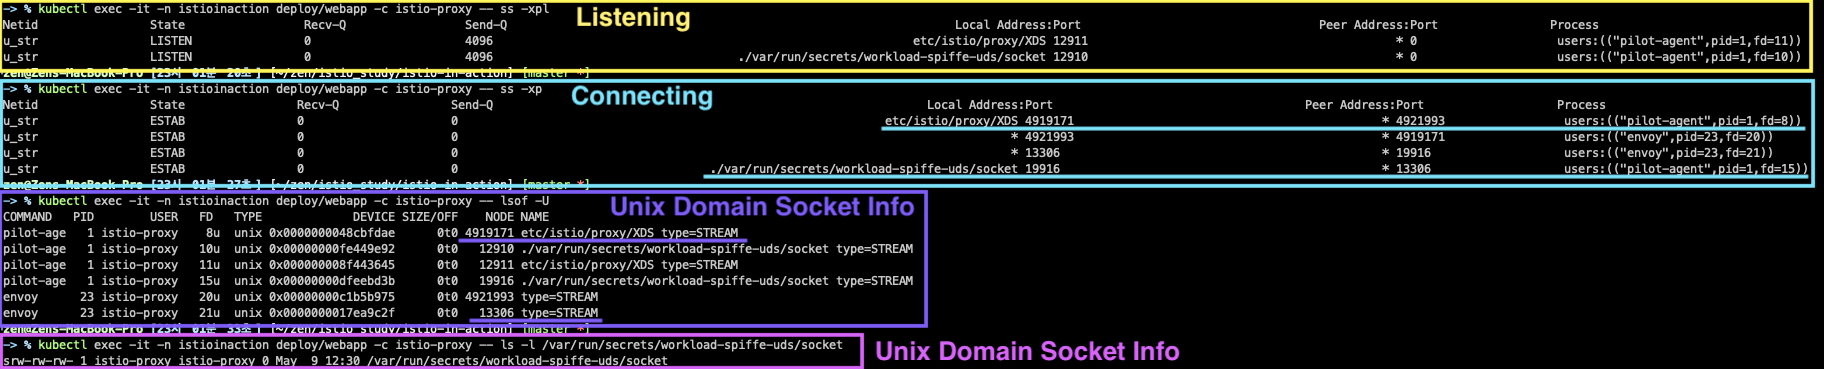 -> % kubectl exec -it -n istioinaction deploy/webapp -c istio-proxy -- ss -xpl
Listening
Netid State Recv-Q Send-Q Local Address:Port Peer Address:Port Process
u_str LISTEN 0 4096 etc/istio/proxy/XDS 12911 * 0 users:(("pilot-agent",pid=1,fd=11))
u_str LISTEN 0 4096 ./var/run/secrets/workload-spiffe-uds/socket 12910 * 0 users:(("pilot-agent",pid=1,fd=10))
zen@Zens-MacBook-Pro [23시 01분 20초] [~/zen/istio_study/istio-in-action] [master *]
-> % kubectl exec -it -n istioinaction deploy/webapp -c istio-proxy -- ss -xp
Connecting
Netid State Recv-Q Send-Q Local Address:Port Peer Address:Port Process
u_str ESTAB 0 0 etc/istio/proxy/XDS 4919171 * 4921993 users:(("pilot-agent",pid=1,fd=8))
u_str ESTAB 0 0 * 4921993 * 4919171 users:(("envoy",pid=23,fd=20))
u_str ESTAB 0 0 * 13306 * 19916 users:(("envoy",pid=23,fd=21))
u_str ESTAB 0 0 ./var/run/secrets/workload-spiffe-uds/socket 19916 * 13306 users:(("pilot-agent",pid=1,fd=15))
zen@Zens-MacBook-Pro [23시 01분 27초] [~/zen/istio_study/istio-in-action] [master *]
-> % kubectl exec -it -n istioinaction deploy/webapp -c istio-proxy -- lsof -U
Unix Domain Socket Info
COMMAND PID USER FD TYPE DEVICE SIZE/OFF NODE NAME
pilot-age 1 istio-proxy 8u unix 0x0000000048cbfdae 0t0 4919171 etc/istio/proxy/XDS type=STREAM
pilot-age 1 istio-proxy 10u unix 0x00000000fe449e92 0t0 12910 ./var/run/secrets/workload-spiffe-uds/socket type=STREAM
pilot-age 1 istio-proxy 11u unix 0x000000008f443645 0t0 12911 etc/istio/proxy/XDS type=STREAM
pilot-age 1 istio-proxy 15u unix 0x00000000dfeebd3b 0t0 19916 ./var/run/secrets/workload-spiffe-uds/socket type=STREAM
envoy 23 istio-proxy 20u unix 0x00000000c1b5b975 0t0 4921993 type=STREAM
envoy 23 istio-proxy 21u unix 0x0000000017ea9c2f 0t0 13306 type=STREAM
zen@Zens-MacBook-Pro [23시 01분 33초] [~/zen/istio_study/istio-in-action] [master *]
-> % kubectl exec -it -n istioinaction deploy/webapp -c istio-proxy -- ls -l /var/run/secrets/workload-spiffe-uds/socket
Unix Domain Socket Info
srw-rw-rw- 1 istio-proxy istio-proxy 0 May 9 12:30 /var/run/secrets/workload-spiffe-uds/socket